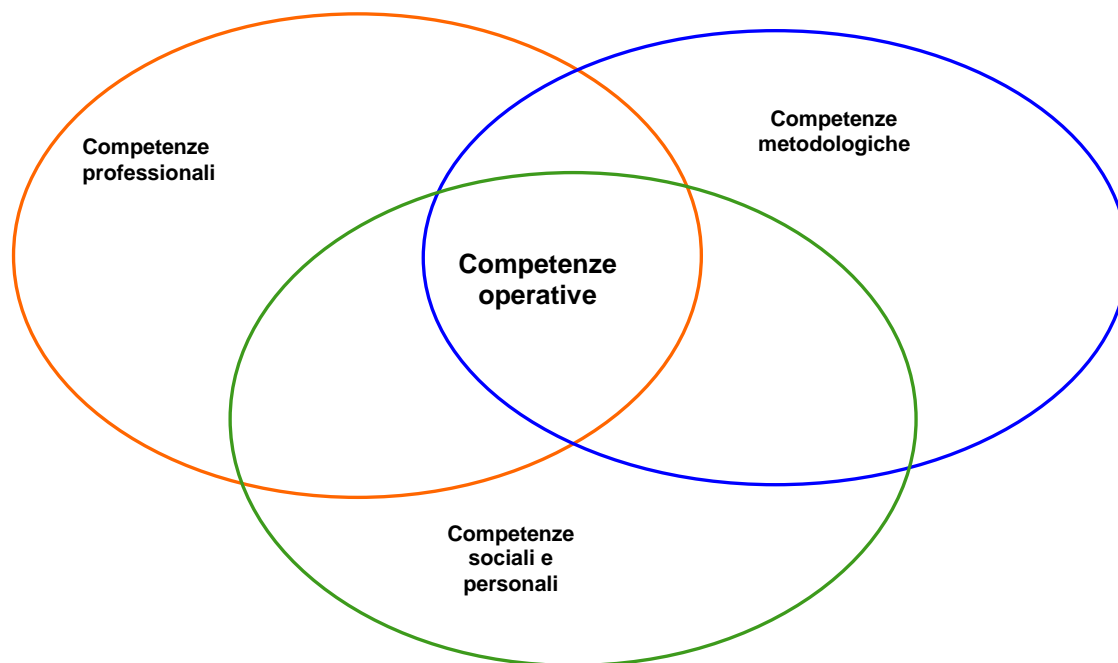 Competenze
professionali
Competenze
metodologiche
Competenze
operative
Competenze
sociali e
personali